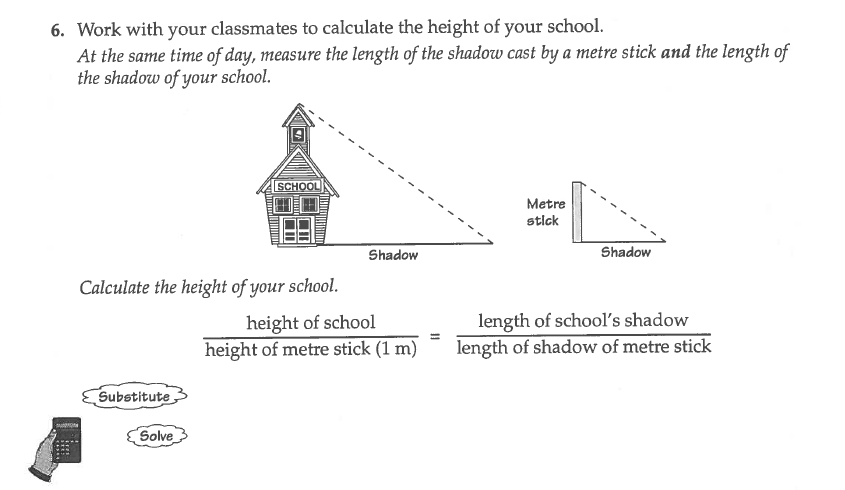 6. Work with your classmates to calculate the height of your school.
At the same time of day, measure the length of the shadow cast by a metre stick and the length of
the shadow of your school.
SCHOOL
Metre
stick
Shadow
Shadow
Calculate the height of your school.
height of school
height of metre stick (1 m)
=
length of school's shadow
length of shadow of metre stick
Substitute
Solve